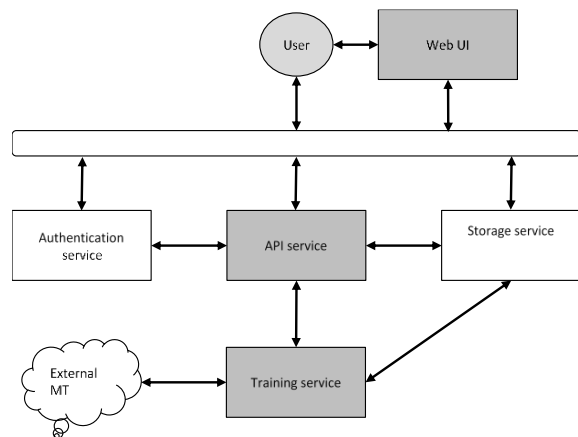 User
Web UI
Authentication
service
API service
Storage service
External
MT
Training service